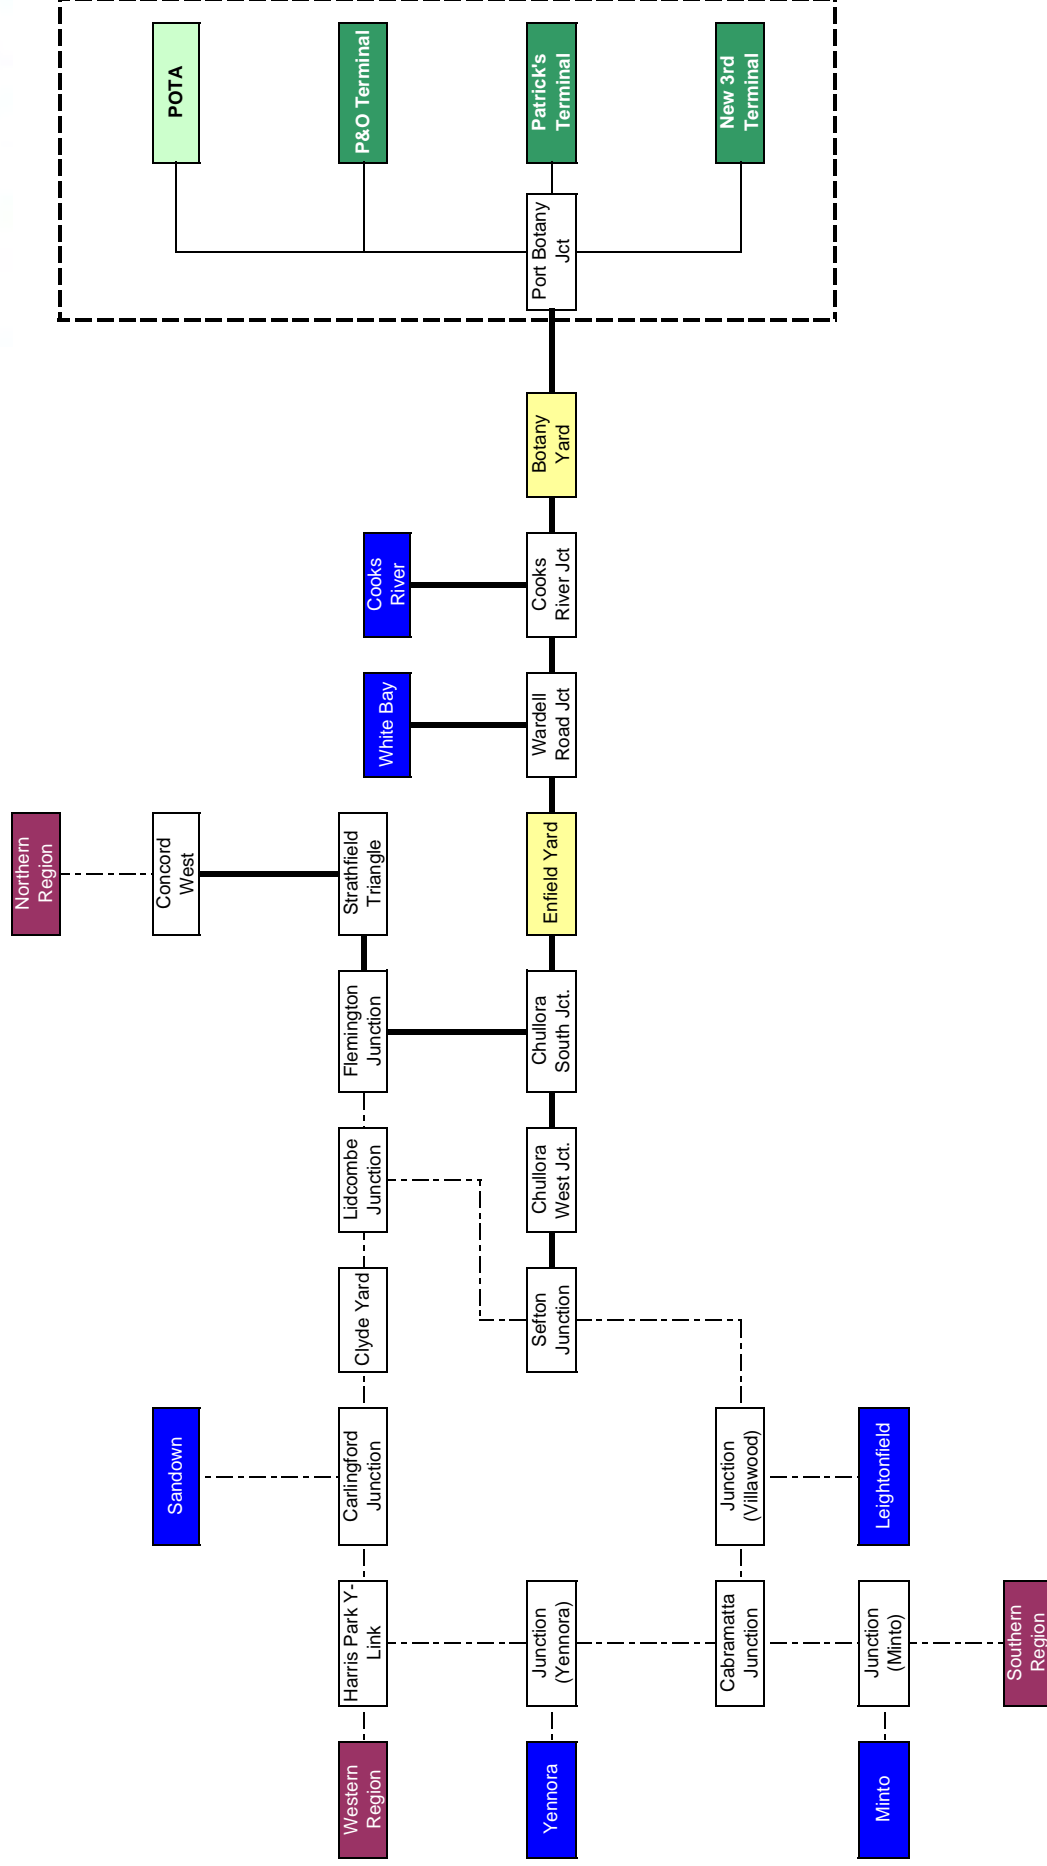 POTA
P&O Terminal
Patrick's
Terminal
New 3rd
Terminal
Port Botany
Jct
Botany
Yard
Cooks
River
Cooks
River Jct
White Bay
Wardell
Road Jct
Northern
Region
Concord
West
Strathfield
Triangle
Enfield Yard
Flemington
Junction
Chullora
South Jct.
Lidcombe
Junction
Chullora
West Jct.
Clyde Yard
Sefton
Junction
Sandown
Carlingford
Junction
Junction
(Villawood)
Leightonfield
Harris Park Y-
Link
Junction
(Yennora)
Cabramatta
Junction
Junction
(Minto)
Southern
Region
Western
Region
Yennora
Minto